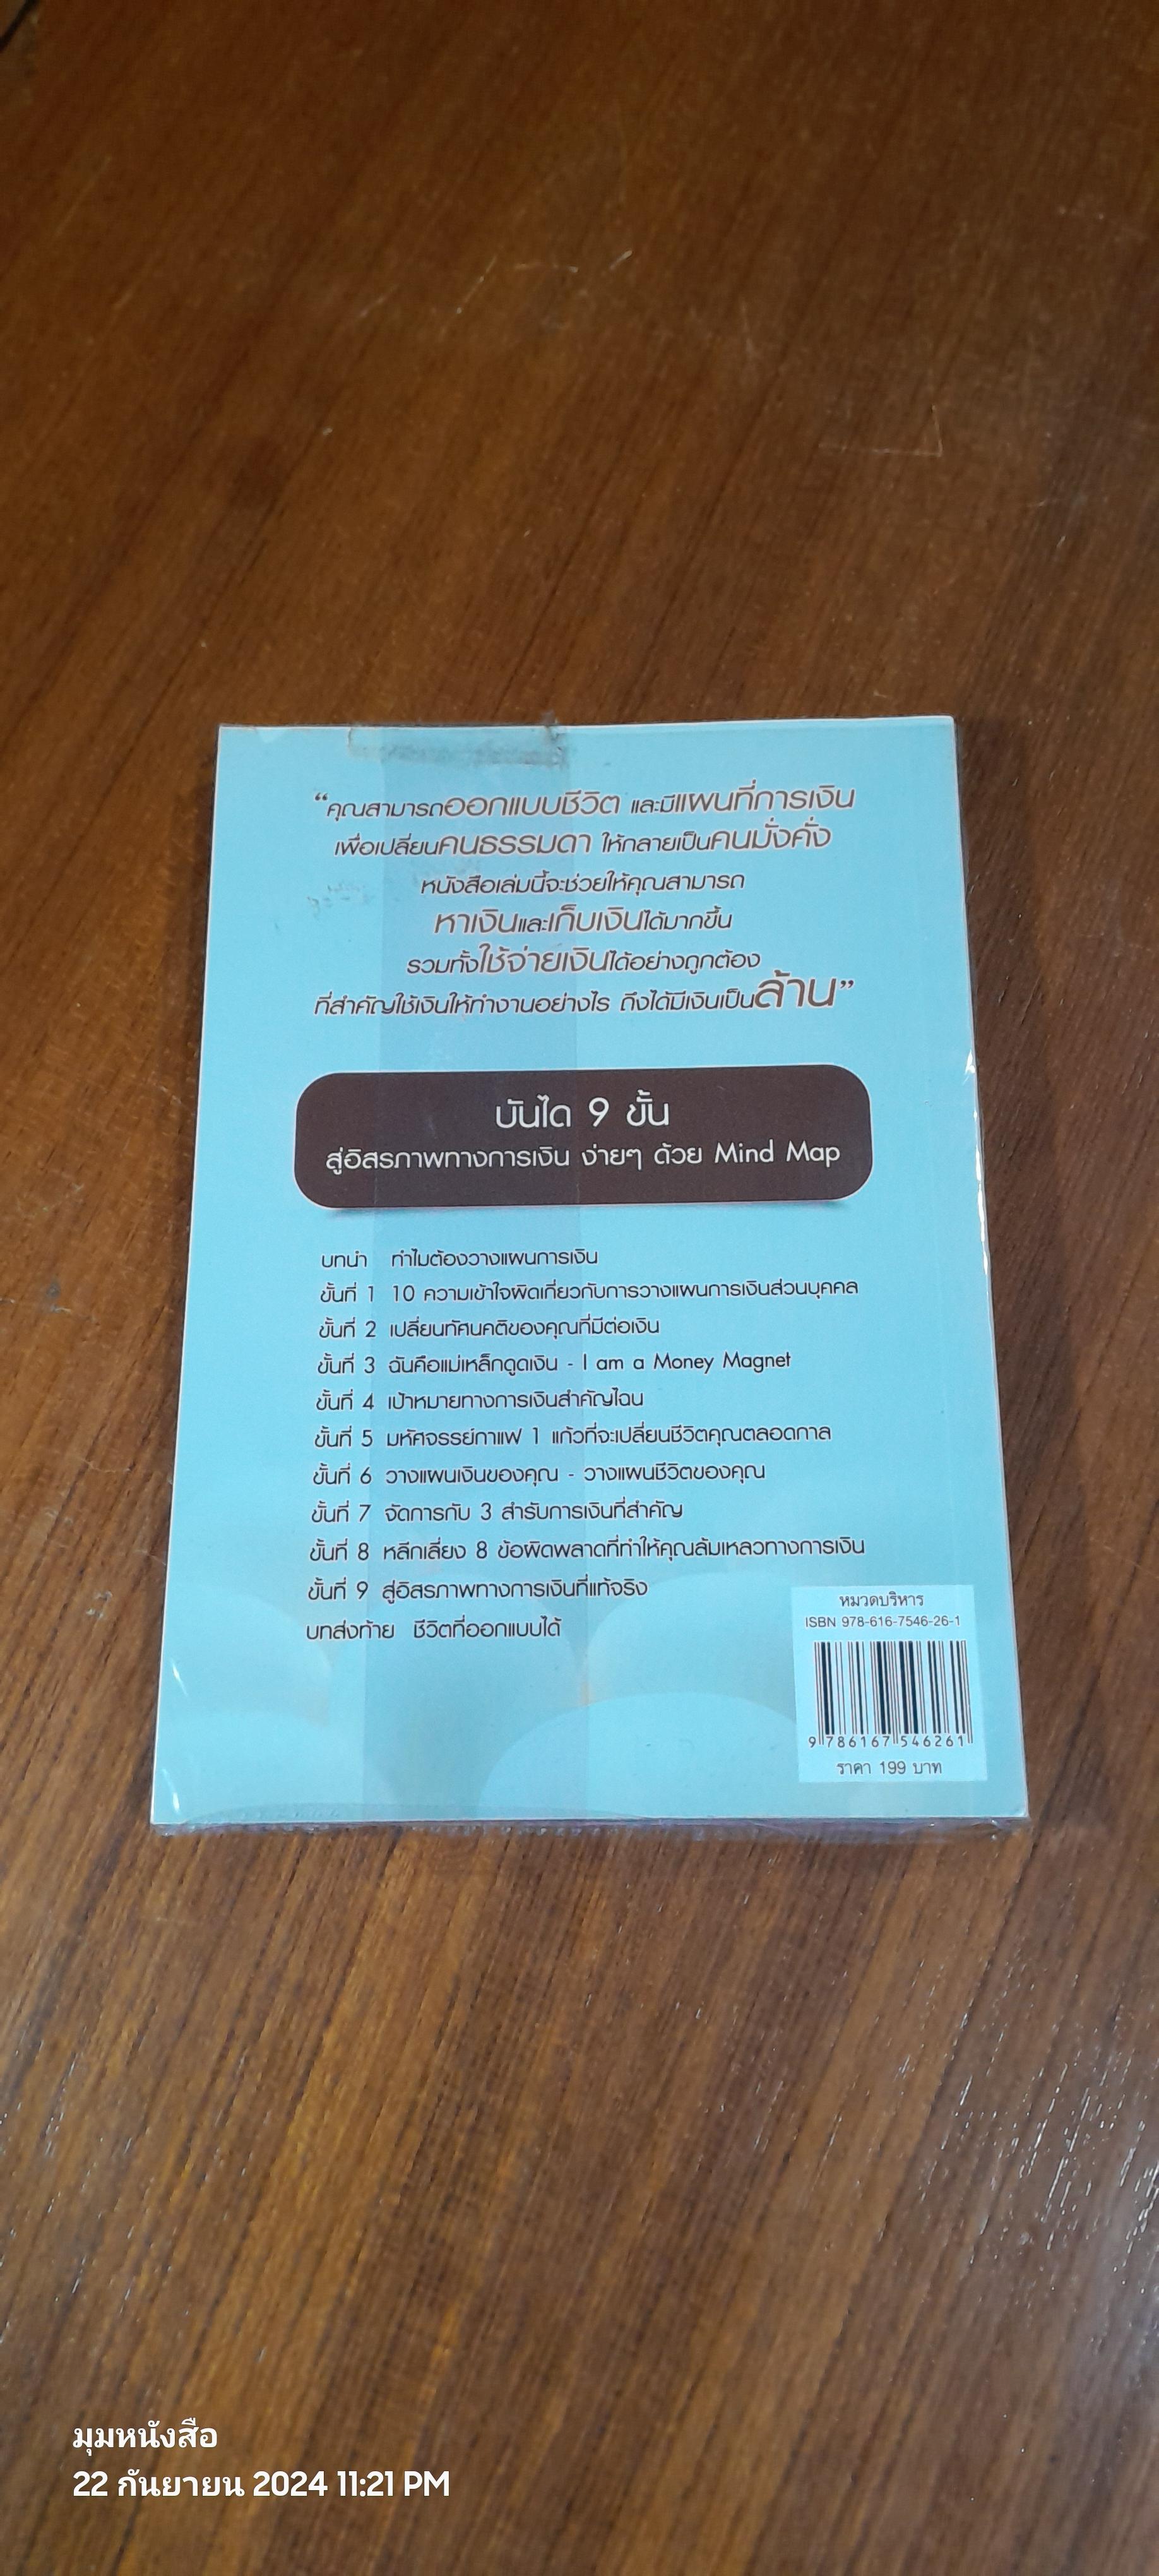 “คุณสามารถออกแบบชีวิต และมีแผนที่การเงิน
เพื่อเปลี่ยนคนธรรมดา ให้กลายเป็นคนมั่งคั่ง
หนังสือเล่มนี้จะช่วยให้คุณสามารถ
หาเงินและเก็บเงินได้มากขึ้น
รวมทั้งใช้จ่ายเงินได้อย่างถูกต้อง
ที่สำคัญใช้เงินให้ทำงานอย่างไร ถึงได้มีเงินเป็นล้าน”
บันได 9 ขั้น
สู่อิสรภาพทางการเงิน ง่ายๆ ด้วย Mind Map
บทนำ ทำไมต้องวางแผนการเงิน
ขั้นที่ 1 10 ความเข้าใจผิดเกี่ยวกับการวางแผนการเงินส่วนบุคคล
ขั้นที่ 2 เปลี่ยนทัศนคติของคุณที่มีต่อเงิน
ขั้นที่ 3 ฉันคือแม่เหล็กดูดเงิน - I am a Money Magnet
ขั้นที่ 4 เป้าหมายทางการเงินสำคัญไฉน
ขั้นที่ 5 มหัศจรรย์กาแฟ 1 แก้วที่จะเปลี่ยนชีวิตคุณตลอดกาล
ขั้นที่ 6 วางแผนเงินของคุณ - วางแผนชีวิตของคุณ
ขั้นที่ 7 จัดการกับ 3 สำรับการเงินที่สำคัญ
ขั้นที่ 8 หลีกเลี่ยง 8 ข้อผิดพลาดที่ทำให้คุณล้มเหลวทางการเงิน
ขั้นที่ 9 สู่อิสรภาพทางการเงินที่แท้จริง
บทส่งท้าย ชีวิตที่ออกแบบได้
หมวดบริหาร
ISBN 978-616-7546-26-1
9 786167 546261
ราคา 199 บาท
มุมหนังสือ
22 กันยายน 2024 11:21 PM